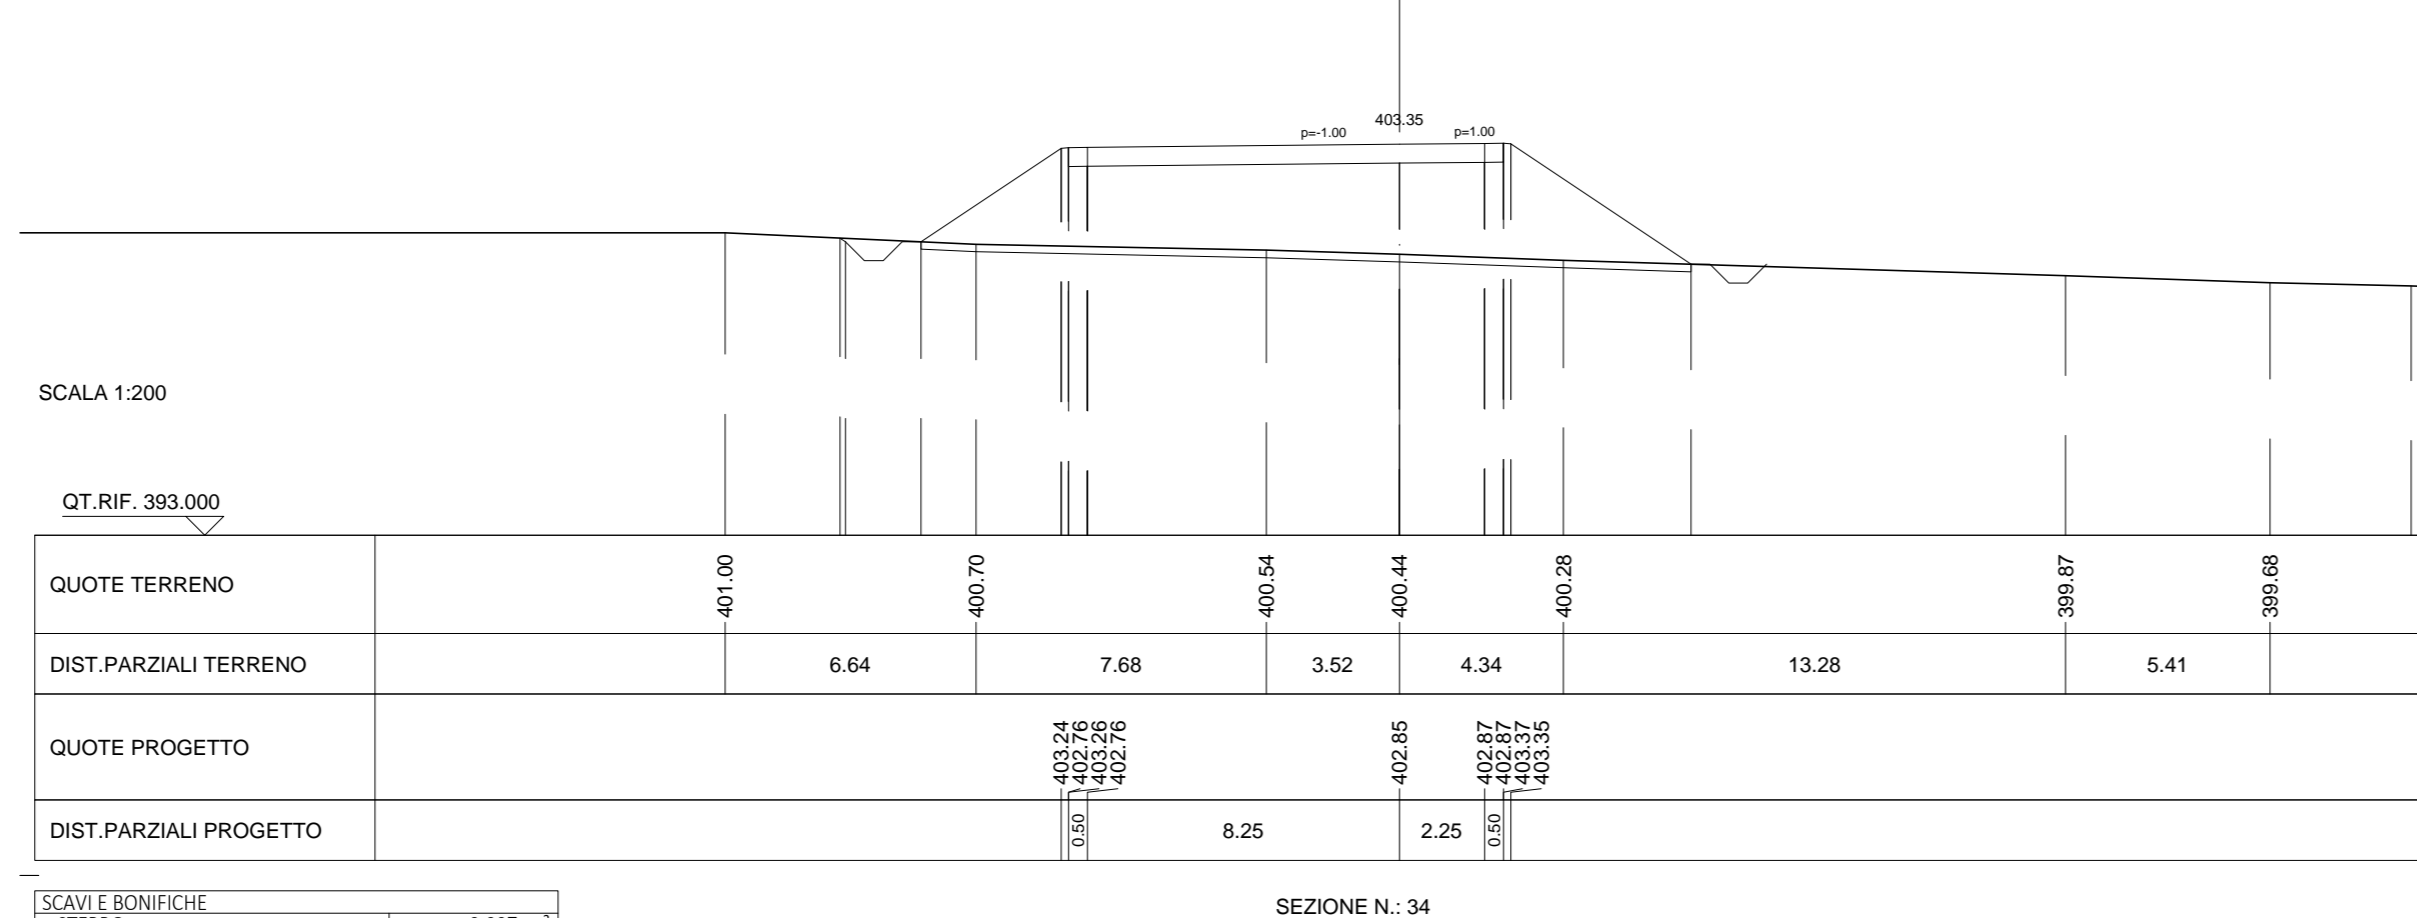 403.35
p=-1.00 p=1.00
SCALA 1:200
QT.RIF. 393.000
QUOTE TERRENO 401.00 400.70 400.54 400.44 400.28 399.87 399.68
DIST.PARZIALI TERRENO 6.64 7.68 3.52 4.34 13.28 5.41
QUOTE PROGETTO 403.24 402.76 403.26 402.76 402.85 402.87 402.87 403.37 403.35
DIST.PARZIALI PROGETTO 0.50 8.25 2.25 0.50
SCAVI E BONIFICHE
SEZIONE N.: 34